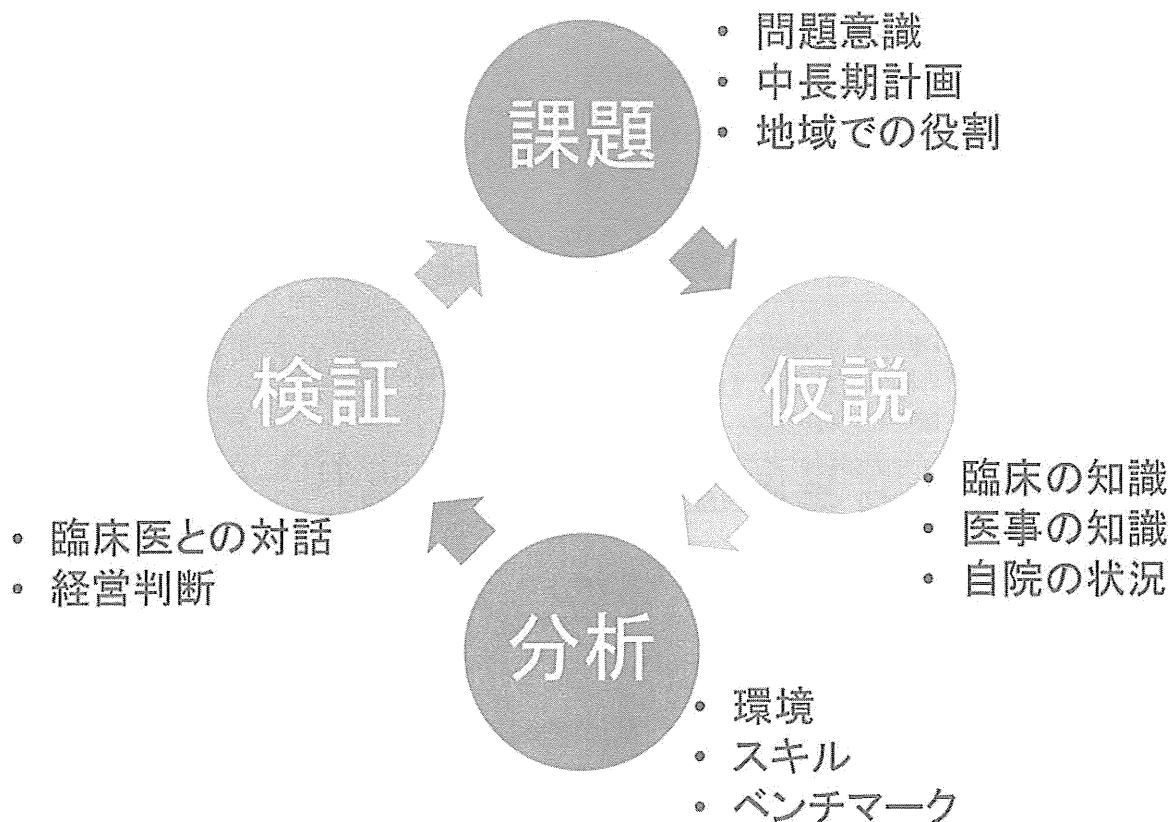 課題
• 問題意識
• 中長期計画
• 地域での役割
仮説
• 臨床の知識
• 医事の知識
• 自院の状況
分析
• 環境
• スキル
• ベンチマーク
検証
• 臨床医との対話
• 経営判断